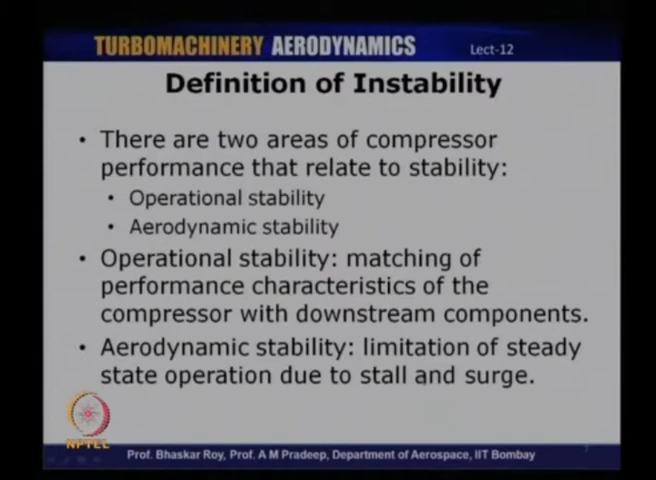 TURBOMACHINERY AERODYNAMICS Lect-12
Definition of Instability
• There are two areas of compressor
performance that relate to stability:
• Operational stability
• Aerodynamic stability
• Operational stability: matching of
performance characteristics of the
compressor with downstream components.
• Aerodynamic stability: limitation of steady
state operation due to stall and surge.
NPTEL
Prof. Bhaskar Roy, Prof. A M Pradeep, Department of Aerospace, IIT Bombay